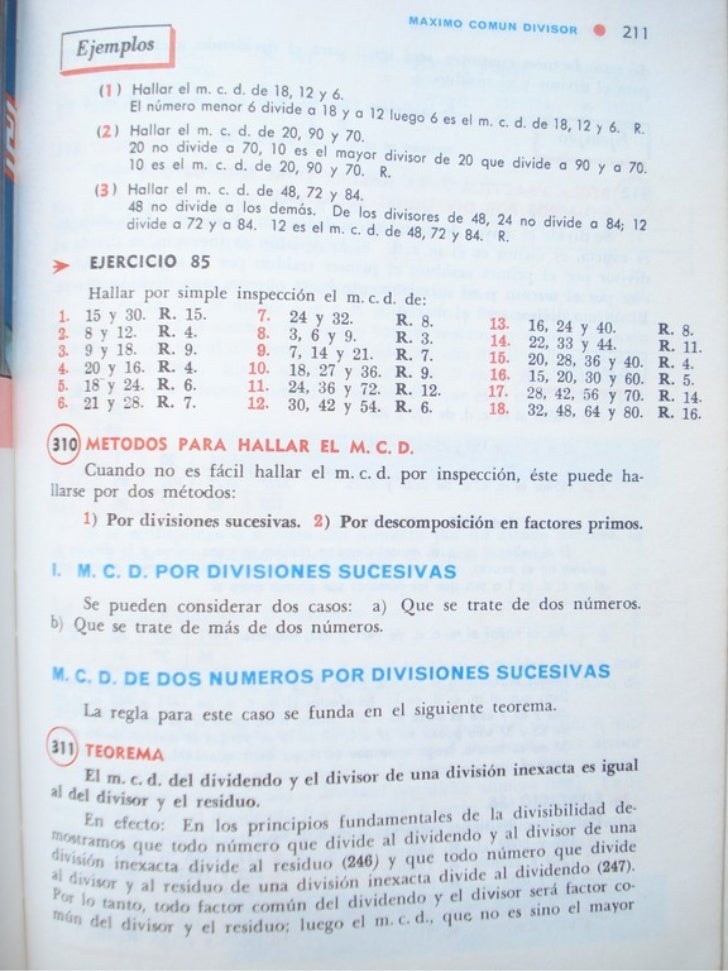 MAXIMO COMUN DIVISOR ● 211
Ejemplos
(1) Hallar el m. c. d. de 18, 12 y 6.
El número menor 6 divide a 18 y a 12 luego 6 es el m. c. d. de 18, 12 y 6. R.
(2) Hallar el m. c. d. de 20, 90 y 70.
20 no divide a 70, 10 es el mayor divisor de 20 que divide a 90 y a 70.
10 es el m. c. d. de 20, 90 y 70. R.
(3) Hallar el m. c. d. de 48, 72 y 84.
48 no divide a los demás. De los divisores de 48, 24 no divide a 84; 12
divide a 72 y a 84. 12 es el m. c. d. de 48, 72 y 84. R.
➤ EJERCICIO 85
Hallar por simple inspección el m. c. d. de:
1. 15 y 30. R. 15.
2. 8 y 12. R. 4.
3. 9 y 18. R. 9.
4. 20 y 16. R. 4.
5. 18 y 24. R. 6.
6. 21 y 28. R. 7.
7. 24 y 32. R. 8.
8. 3, 6 y 9. R. 3.
9. 7, 14 y 21. R. 7.
10. 18, 27 y 36. R. 9.
11. 24, 36 y 72. R. 12.
12. 30, 42 y 54. R. 6.
13. 16, 24 y 40. R. 8.
14. 22, 33 y 44. R. 11.
15. 20, 28, 36 y 40. R. 4.
16. 15, 20, 30 y 60. R. 5.
17. 28, 42, 56 y 70. R. 14.
18. 32, 48, 64 y 80. R. 16.
310 METODOS PARA HALLAR EL M. C. D.
Cuando no es fácil hallar el m. c. d. por inspección, éste puede ha-
llarse por dos métodos:
1) Por divisiones sucesivas. 2) Por descomposición en factores primos.
I. M. C. D. POR DIVISIONES SUCESIVAS
Se pueden considerar dos casos: a) Que se trate de dos números.
b) Que se trate de más de dos números.
M. C. D. DE DOS NUMEROS POR DIVISIONES SUCESIVAS
La regla para este caso se funda en el siguiente teorema.
311 TEOREMA
El m. c. d. del dividendo y el divisor de una división inexacta es igual
al del divisor y el residuo.
En efecto: En los principios fundamentales de la divisibilidad de-
mostramos que todo número que divide al dividendo y al divisor de una
división inexacta divide al residuo (246) y que todo número que divide
al divisor y al residuo de una división inexacta divide al dividendo (247).
Por lo tanto, todo factor común del dividendo y el divisor será factor co-
mún del divisor y el residuo; luego el m. c. d., que no es sino el mayor